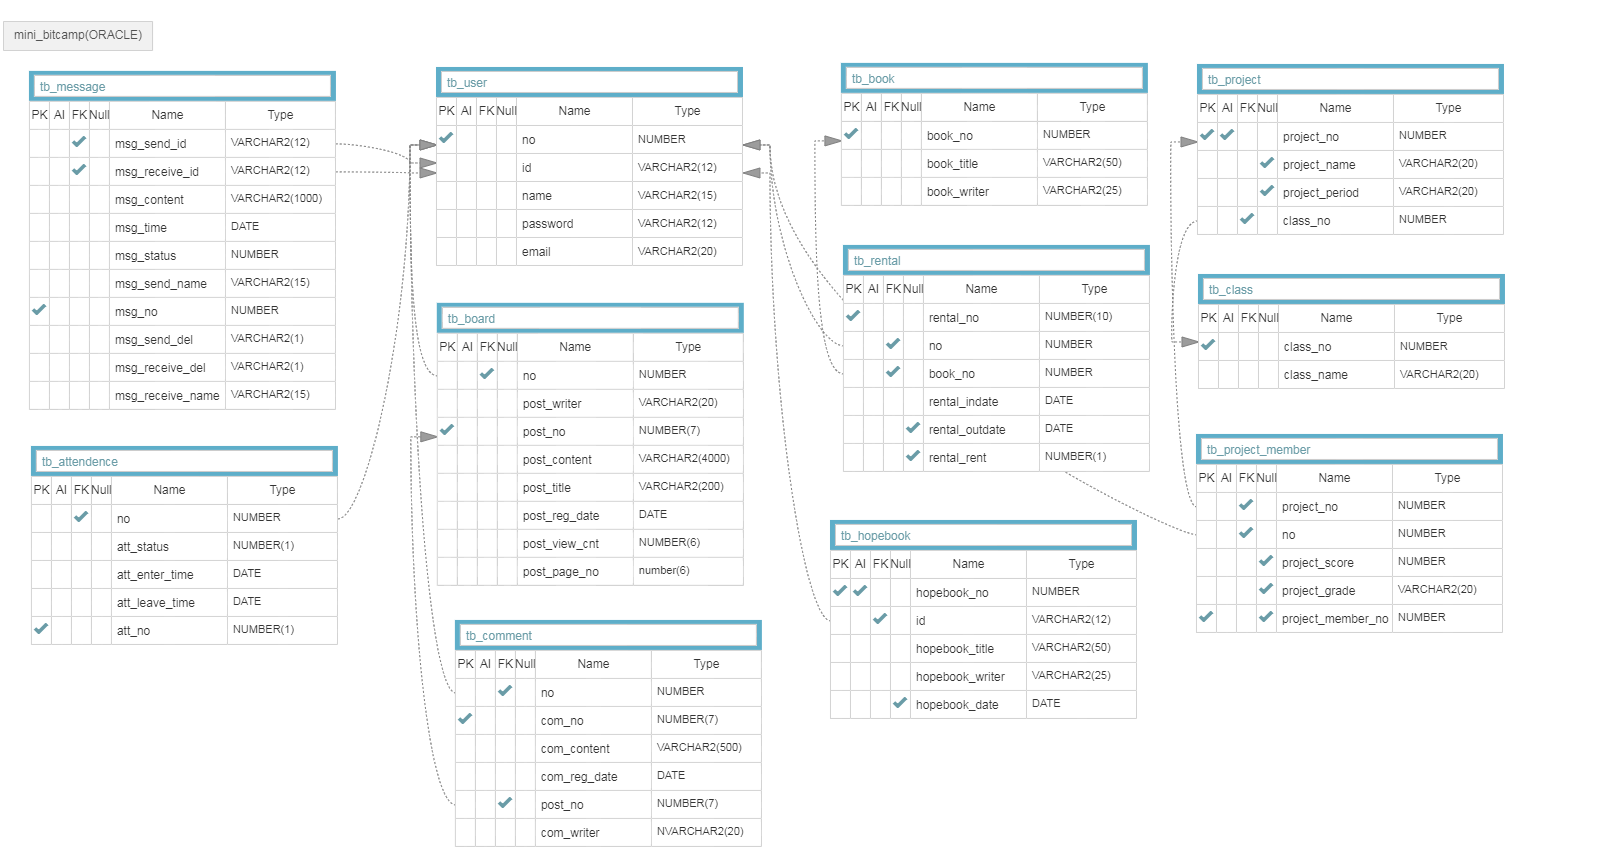 mini_bitcamp(ORACLE)
tb_message
PK AI FK Null Name Type
msg_send_id VARCHAR2(12)
msg_receive_id VARCHAR2(12)
msg_content VARCHAR2(1000)
msg_time DATE
msg_status NUMBER
msg_send_name VARCHAR2(15)
msg_no NUMBER
msg_send_del VARCHAR2(1)
msg_receive_del VARCHAR2(1)
msg_receive_name VARCHAR2(15)
tb_attendence
PK AI FK Null Name Type
no NUMBER
att_status NUMBER(1)
att_enter_time DATE
att_leave_time DATE
att_no NUMBER(1)
tb_user
PK AI FK Null Name Type
no NUMBER
id VARCHAR2(12)
name VARCHAR2(15)
password VARCHAR2(12)
email VARCHAR2(20)
tb_board
PK AI FK Null Name Type
no NUMBER
post_writer VARCHAR2(20)
post_no NUMBER(7)
post_content VARCHAR2(4000)
post_title VARCHAR2(200)
post_reg_date DATE
post_view_cnt NUMBER(6)
post_page_no number(6)
tb_comment
PK AI FK Null Name Type
no NUMBER
com_no NUMBER(7)
com_content VARCHAR2(500)
com_reg_date DATE
post_no NUMBER(7)
com_writer NVARCHAR2(20)
tb_book
PK AI FK Null Name Type
book_no NUMBER
book_title VARCHAR2(50)
book_writer VARCHAR2(25)
tb_rental
PK AI FK Null Name Type
rental_no NUMBER(10)
no NUMBER
book_no NUMBER
rental_indate DATE
rental_outdate DATE
rental_rent NUMBER(1)
tb_hopebook
PK AI FK Null Name Type
hopebook_no NUMBER
id VARCHAR2(12)
hopebook_title VARCHAR2(50)
hopebook_writer VARCHAR2(25)
hopebook_date DATE
tb_project
PK AI FK Null Name Type
project_no NUMBER
project_name VARCHAR2(20)
project_period VARCHAR2(20)
class_no NUMBER
tb_class
PK AI FK Null Name Type
class_no NUMBER
class_name VARCHAR2(20)
tb_project_member
PK AI FK Null Name Type
project_no NUMBER
no NUMBER
project_score NUMBER
project_grade VARCHAR2(20)
project_member_no NUMBER